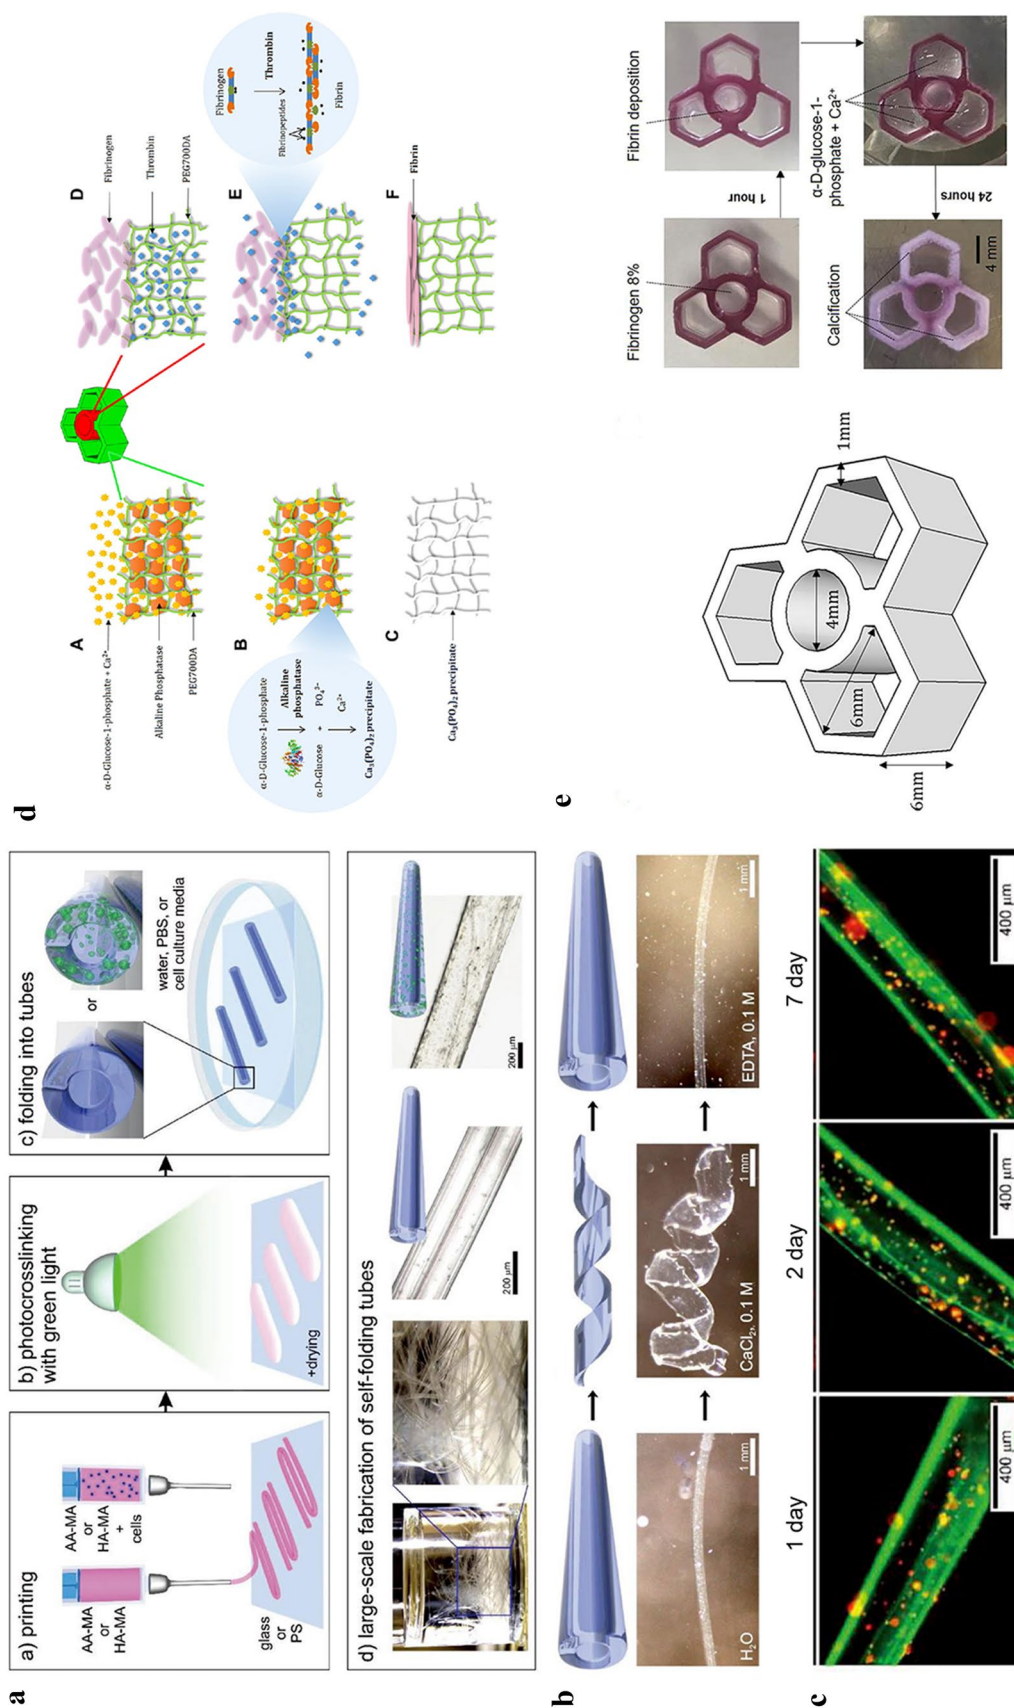 a
a) printing
AA-MA
or
HA-MA
AA-MA
or
HA-MA
+
cells
glass
or
PS
b) photocrosslinking
with green light
+drying
c) folding into tubes
or
water, PBS, or
cell culture media
d) large-scale fabrication of self-folding tubes
200 µm
200 µm
b
H₂O
1 mm
CaCl₂, 0.1 M
1 mm
EDTA, 0.1 M
1 mm
c
1 day
2 day
7 day
400 µm
400 µm
400 µm
d
A
α-D-Glucose-1-phosphate + Ca²⁺
Alkaline Phosphatase
PEG700DA
B
α-D-Glucose-1-phosphate
Alkaline
phosphatase
α-D-Glucose + PO₄³⁻
Ca²⁺
Ca₃(PO₄)₂ precipitate
C
Ca₃(PO₄)₂ precipitate
D
Fibrinogen
Thrombin
PEG700DA
E
Fibrinogen
Thrombin
Fibrinopeptides
Fibrin
F
Fibrin
e
6mm
6mm
4mm
1mm
Fibrinogen 8%
1 hour
Fibrin deposition
α-D-glucose-1-
phosphate + Ca²⁺
24 hours
Calcification
4 mm